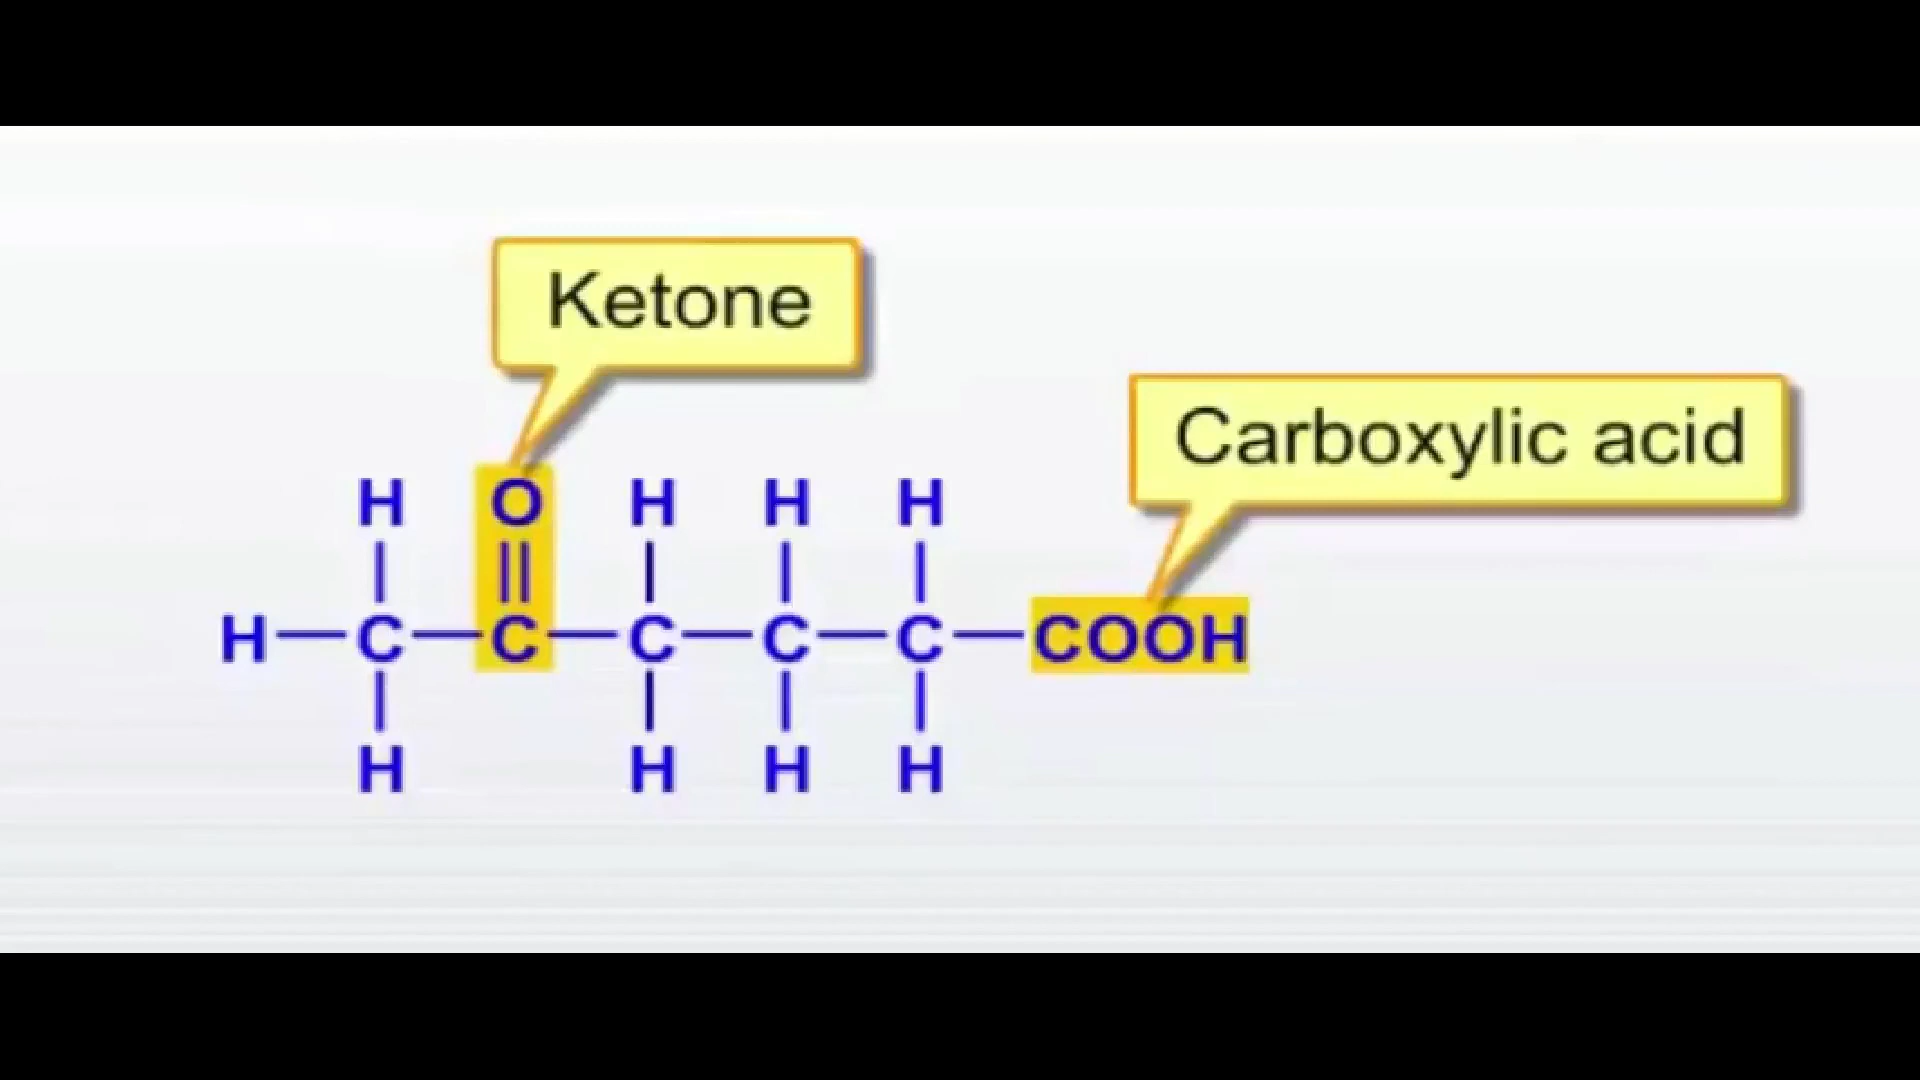 Ketone
Carboxylic acid
H O H H H
H C C C C C COOH
H H H H